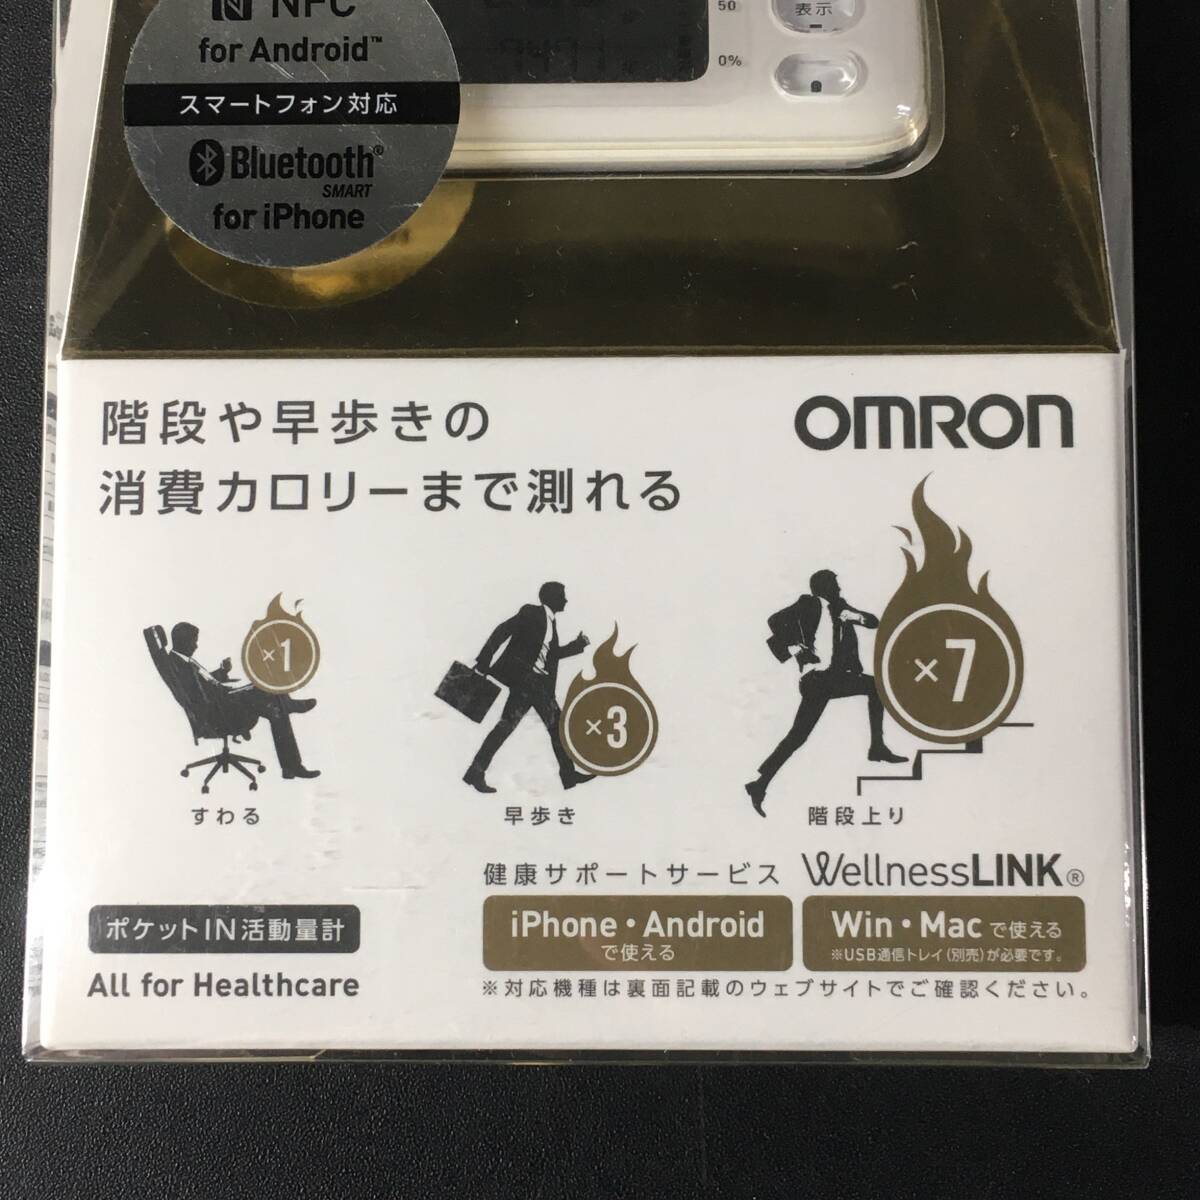 NFC
for Android™
スマートフォン対応
Bluetooth®
SMART
for iPhone
50
表示
0%
階段や早歩きの
消費カロリーまで測れる
OMRON
×1
×3
×7
すわる
早歩き
階段上り
健康サポートサービス WellnessLINK®
ポケットIN活動量計
All for Healthcare
iPhone・Android
で使える
Win・Macで使える
※USB通信トレイ(別売)が必要です。
※対応機種は裏面記載のウェブサイトでご確認ください。